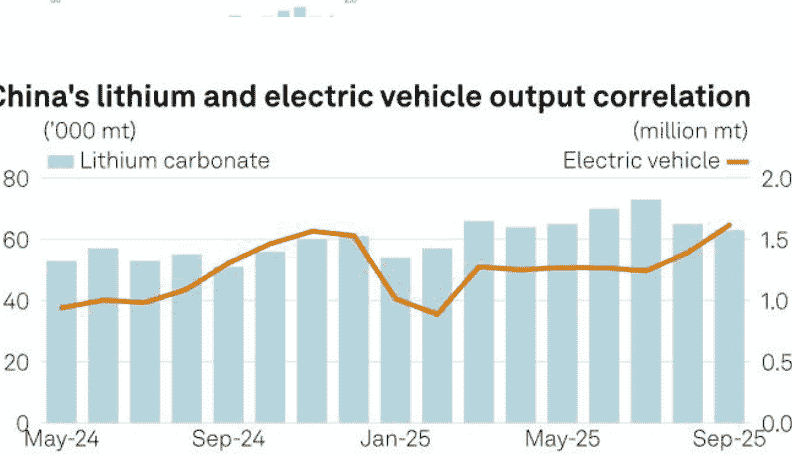 China's lithium and electric vehicle output correlation
('000 mt) (million mt)
Lithium carbonate Electric vehicle
80 2.0
60 1.5
40 1.0
20 0.5
0 0.0
May-24 Sep-24 Jan-25 May-25 Sep-25